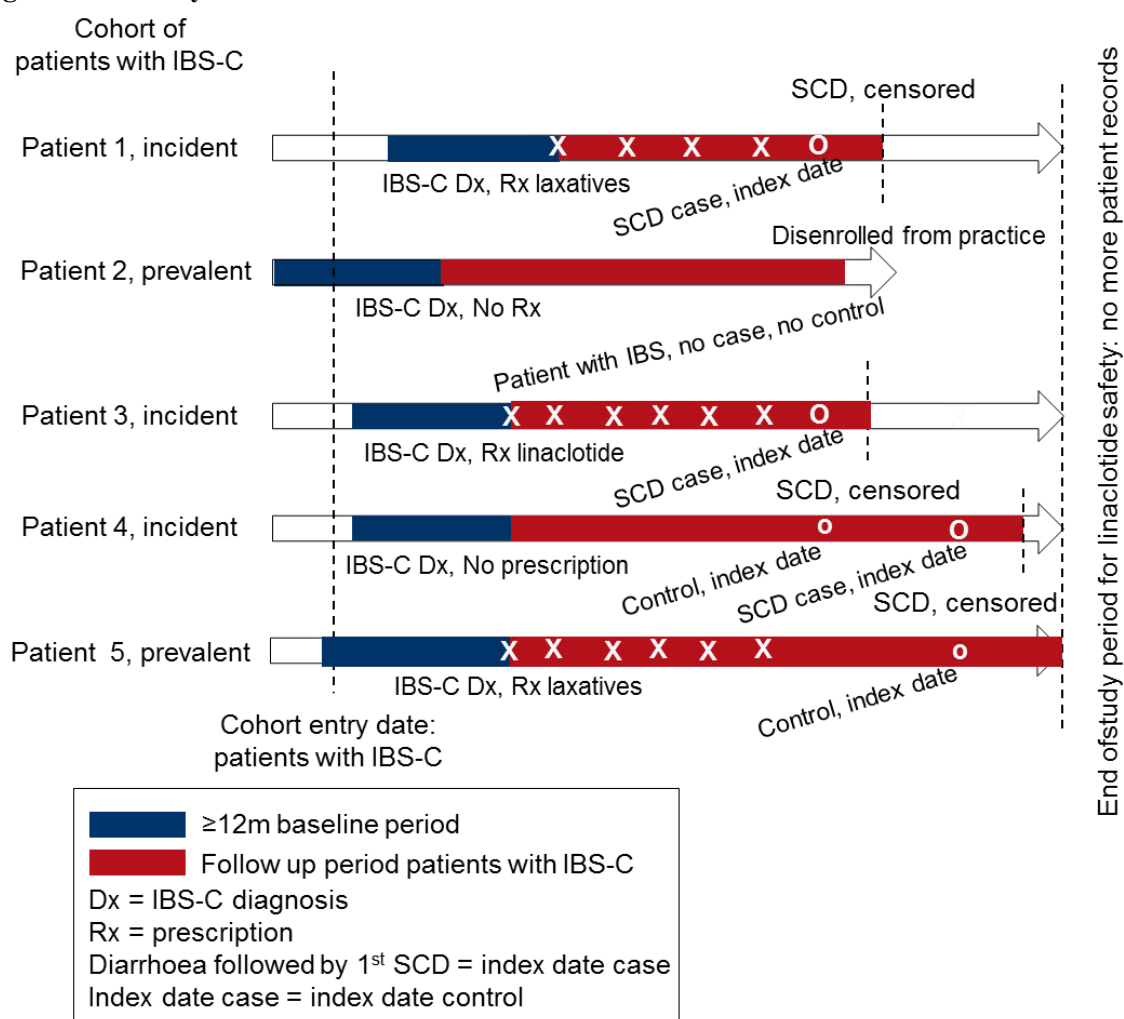 Cohort of
patients with IBS-C
SCD, censored
Patient 1, incident
X X X X O
IBS-C Dx, Rx laxatives
SCD case, index date
Disenrolled from practice
Patient 2, prevalent
IBS-C Dx, No Rx
Patient with IBS, no case, no control
Patient 3, incident
X X X X X X O
IBS-C Dx, Rx linaclotide
SCD case, index date
SCD, censored
Patient 4, incident
o O
IBS-C Dx, No prescription
Control, index date
SCD case, index date
SCD, censored
Patient 5, prevalent
X X X X X X o
IBS-C Dx, Rx laxatives
Control, index date
Cohort entry date:
patients with IBS-C
End ofstudy period for linaclotide safety: no more patient records
≥12m baseline period
Follow up period patients with IBS-C
Dx = IBS-C diagnosis
Rx = prescription
Diarrhoea followed by 1st SCD = index date case
Index date case = index date control